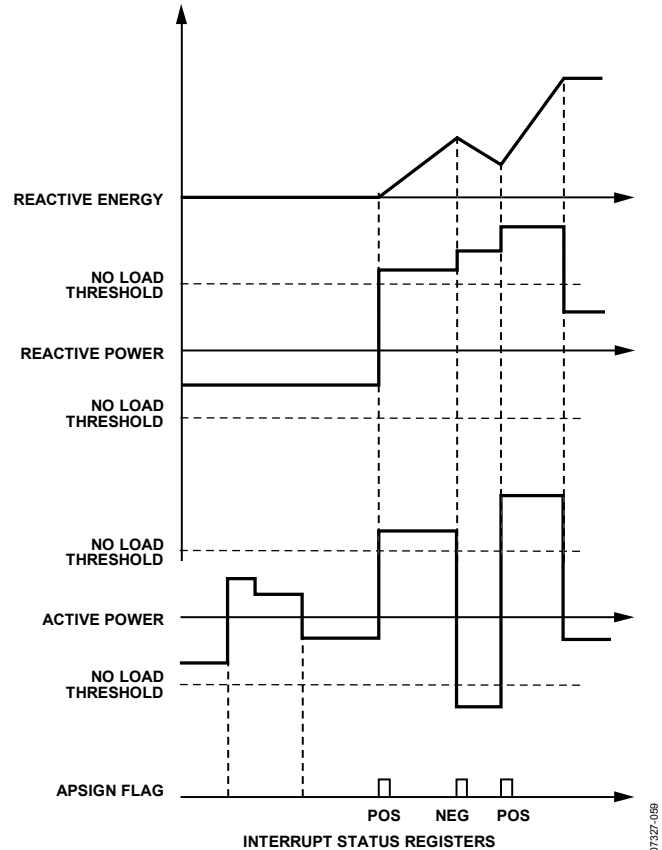 REACTIVE ENERGY
NO LOAD
THRESHOLD
REACTIVE POWER
NO LOAD
THRESHOLD
NO LOAD
THRESHOLD
ACTIVE POWER
NO LOAD
THRESHOLD
APSIGN FLAG
POS NEG POS
INTERRUPT STATUS REGISTERS
07327-059